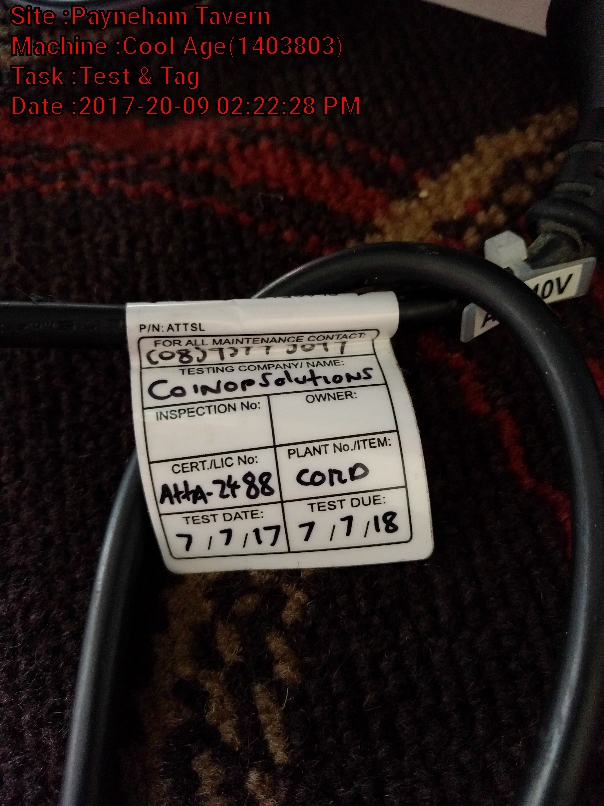 Site :Payneham Tavern
Machine :Cool Age(1403803)
Task :Test & Tag
Date :2017-20-09 02:22:28 PM
40V
P/N: ATTSL
FOR ALL MAINTENANCE CONTACT:
(08)
TESTING COMPANY/NAME:
COINOPSOLUTIONS
INSPECTION No:
OWNER:
CERT./LIC No:
PLANT No./ITEM:
AHA-2488
CORD
TEST DATE:
TEST DUE:
7/7/17
7/7/18